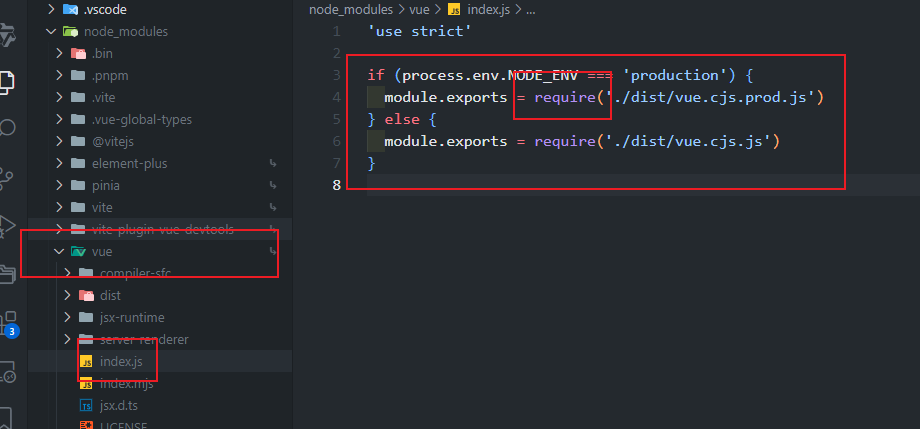 .vscode
node_modules
.bin
.pnpm
.vite
.vue-global-types
@vitejs
element-plus
pinia
vite
vite-plugin-vue-devtools
vue
compiler-sfc
dist
jsx-runtime
server-renderer
JS index.js
JS index.mjs
TS jsx.d.ts
LICENSE
3
node_modules > vue > JS index.js > ...
1 'use strict'
2
3 if (process.env.NODE_ENV === 'production') {
4 module.exports = require('./dist/vue.cjs.prod.js')
5 } else {
6 module.exports = require('./dist/vue.cjs.js')
7 }
8